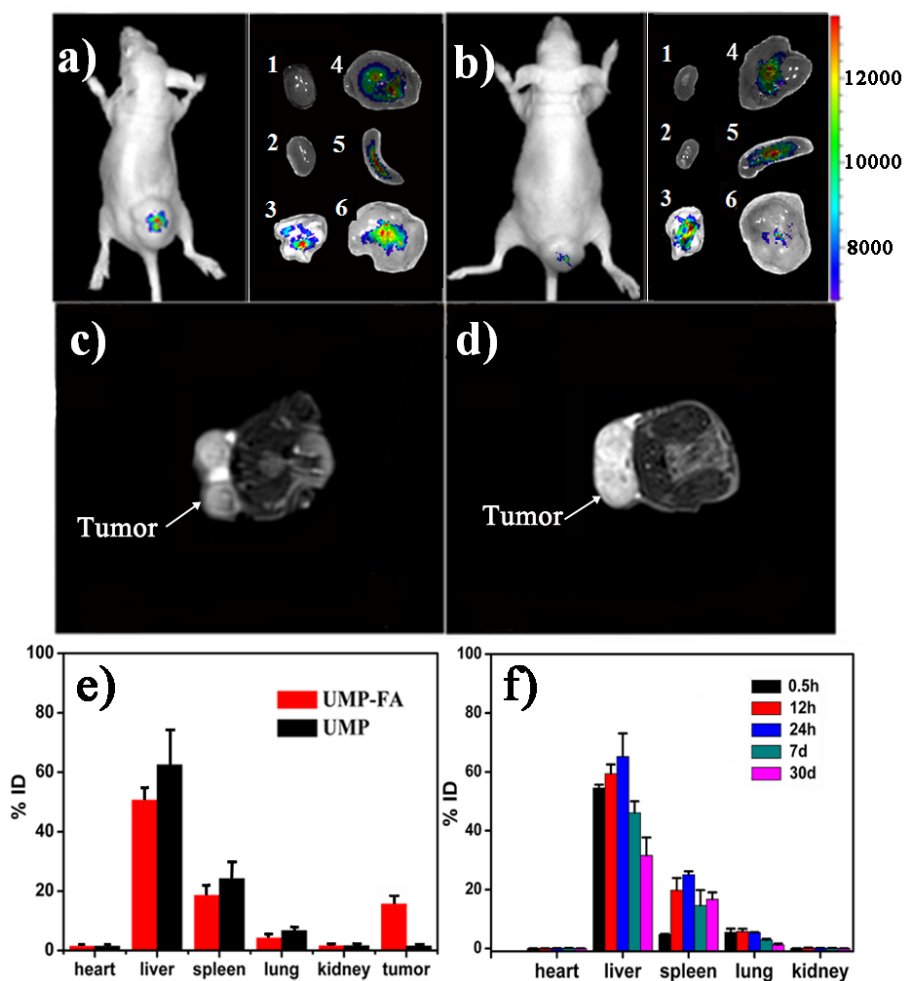 a)
1
4
2
5
3
6
b)
1
4
2
5
3
6
12000
10000
8000
c)
Tumor
d)
Tumor
e)
UMP-FA
UMP
% ID
100
80
60
40
20
0
heart liver spleen lung kidney tumor
f)
0.5h
12h
24h
7d
30d
% ID
100
80
60
40
20
0
heart liver spleen lung kidney